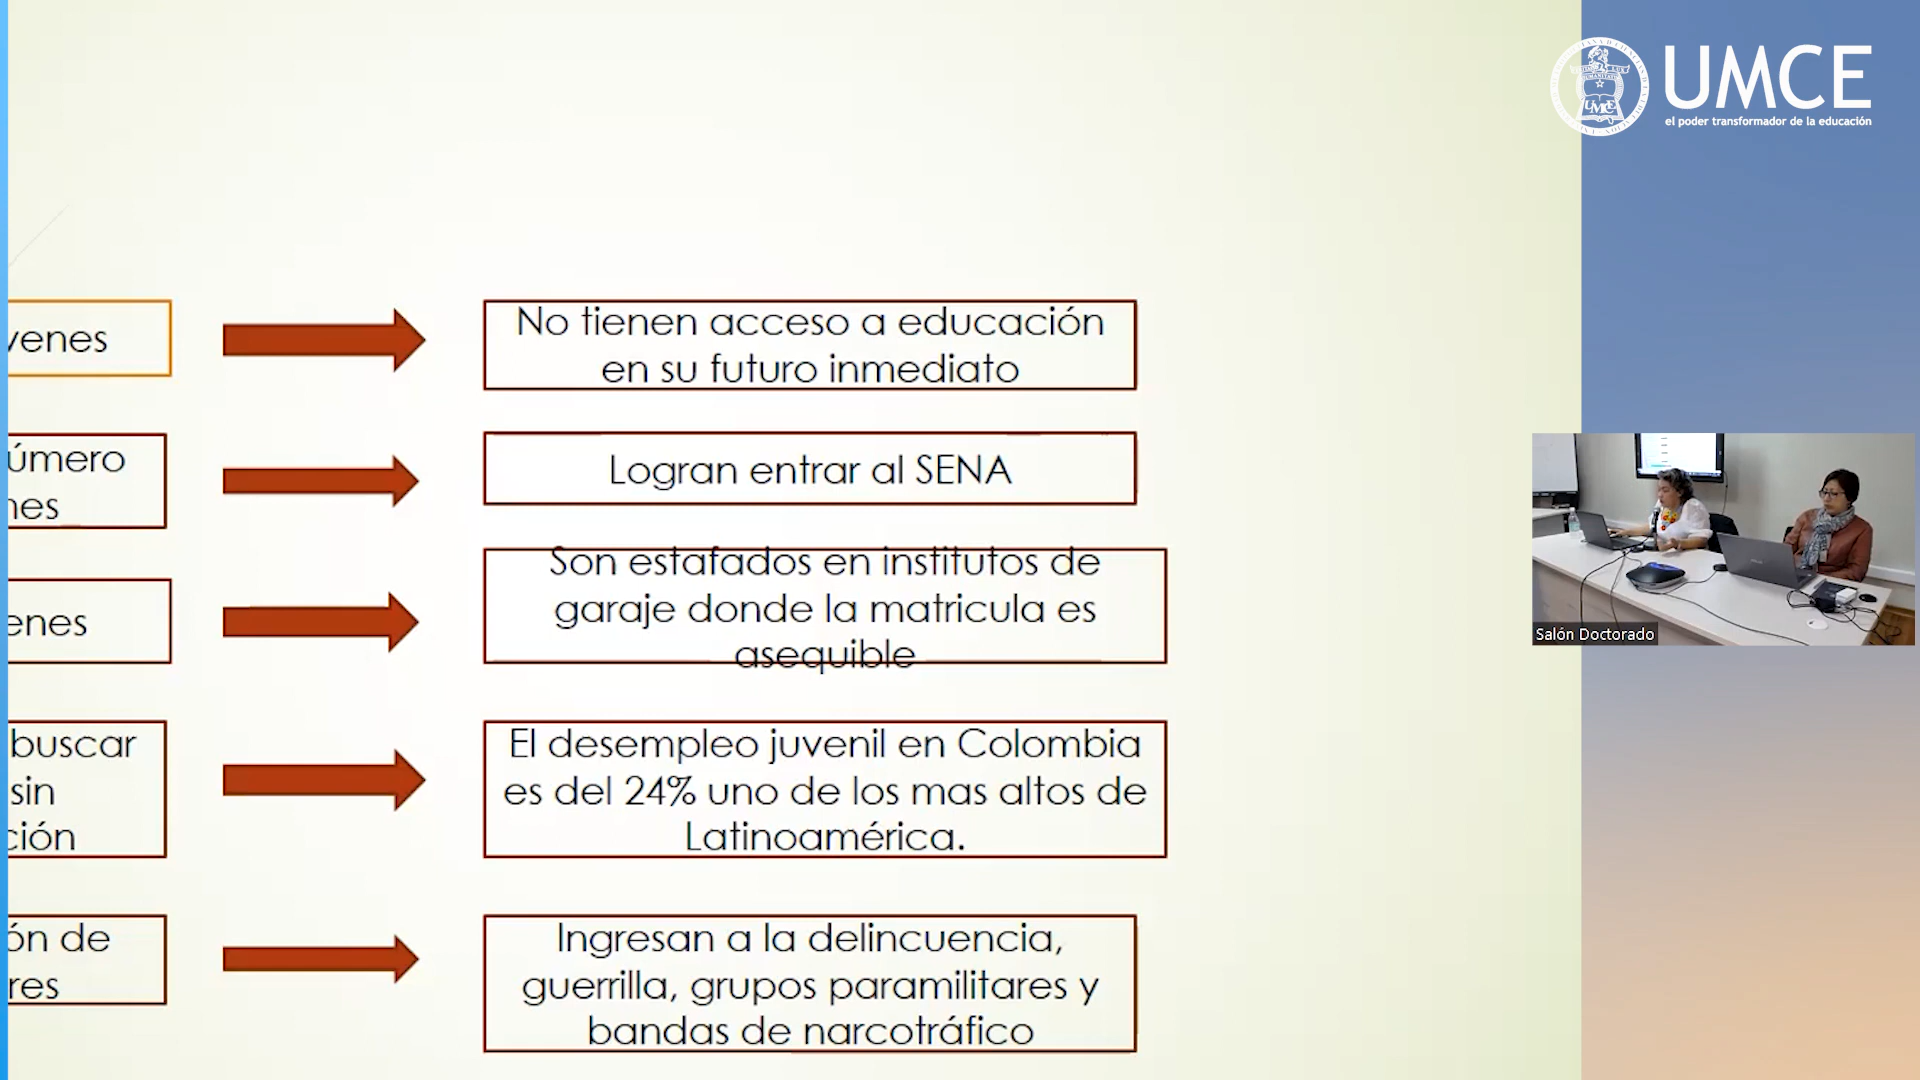 UMCE
el poder transformador de la educación
venes
No tienen acceso a educación
en su futuro inmediato
úmero
nes
Logran entrar al SENA
enes
Son estafados en institutos de
garaje donde la matricula es
asequible
buscar
sin
ción
El desempleo juvenil en Colombia
es del 24% uno de los mas altos de
Latinoamérica.
ón de
res
Ingresan a la delincuencia,
guerrilla, grupos paramilitares y
bandas de narcotráfico
Salón Doctorado